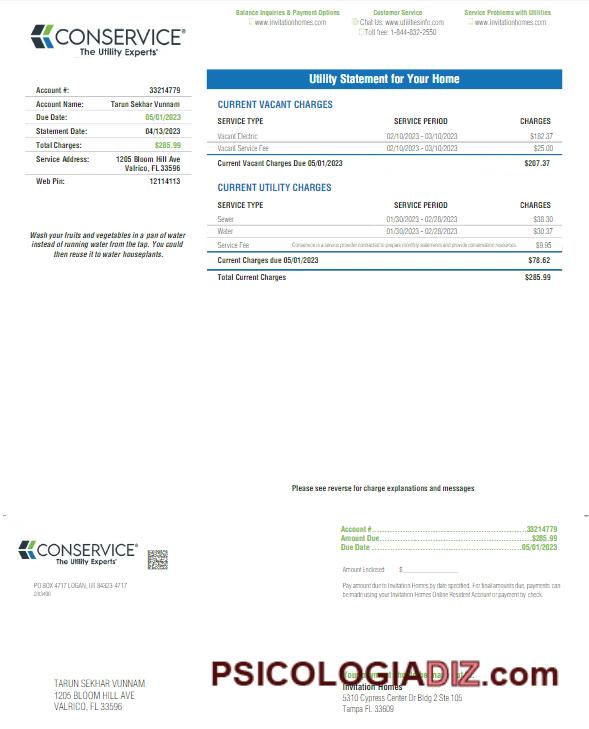 CONSERVICE®
The Utility Experts®
Balance Inquiries & Payment Options
www.invitationhomes.com
Customer Service
Chat Us: www.utilitiesinfo.com
Toll free: 1-844-832-2550
Service Problems with Utilities
www.invitationhomes.com
Account #: 33214779
Account Name: Tarun Sekhar Vunnam
Due Date: 05/01/2023
Statement Date: 04/13/2023
Total Charges: $285.99
Service Address: 1205 Bloom Hill Ave
Valrico, FL 33596
Web Pin: 12114113
Wash your fruits and vegetables in a pan of water
instead of running water from the tap. You could
then reuse it to water houseplants.
Utility Statement for Your Home
CURRENT VACANT CHARGES
SERVICE TYPE SERVICE PERIOD CHARGES
Vacant Electric 02/10/2023 - 03/10/2023 $182.37
Vacant Service Fee 02/10/2023 - 03/10/2023 $25.00
Current Vacant Charges Due 05/01/2023 $207.37
CURRENT UTILITY CHARGES
SERVICE TYPE SERVICE PERIOD CHARGES
Sewer 01/30/2023 - 02/28/2023 $38.30
Water 01/30/2023 - 02/28/2023 $30.37
Service Fee Conservice is a service provider contracted to prepare monthly statements and provide conservation resources. $9.95
Current Charges due 05/01/2023 $78.62
Total Current Charges $285.99
Please see reverse for charge explanations and messages
CONSERVICE®
The Utility Experts®
PO BOX 4717 LOGAN, UT 84323-4717
Account # 33214779
Amount Due $285.99
Due Date 05/01/2023
Amount Enclosed $
Pay amount due to Invitation Homes by date specified. For final amounts due, payments can
be made using your Invitation Homes Online Resident Account or payment by check.
TARUN SEKHAR VUNNAM
1205 BLOOM HILL AVE
VALRICO, FL 33596
PSICOLOGIADIZ.com
Invitation Homes
5310 Cypress Center Dr Bldg 2 Ste 105
Tampa FL 33609